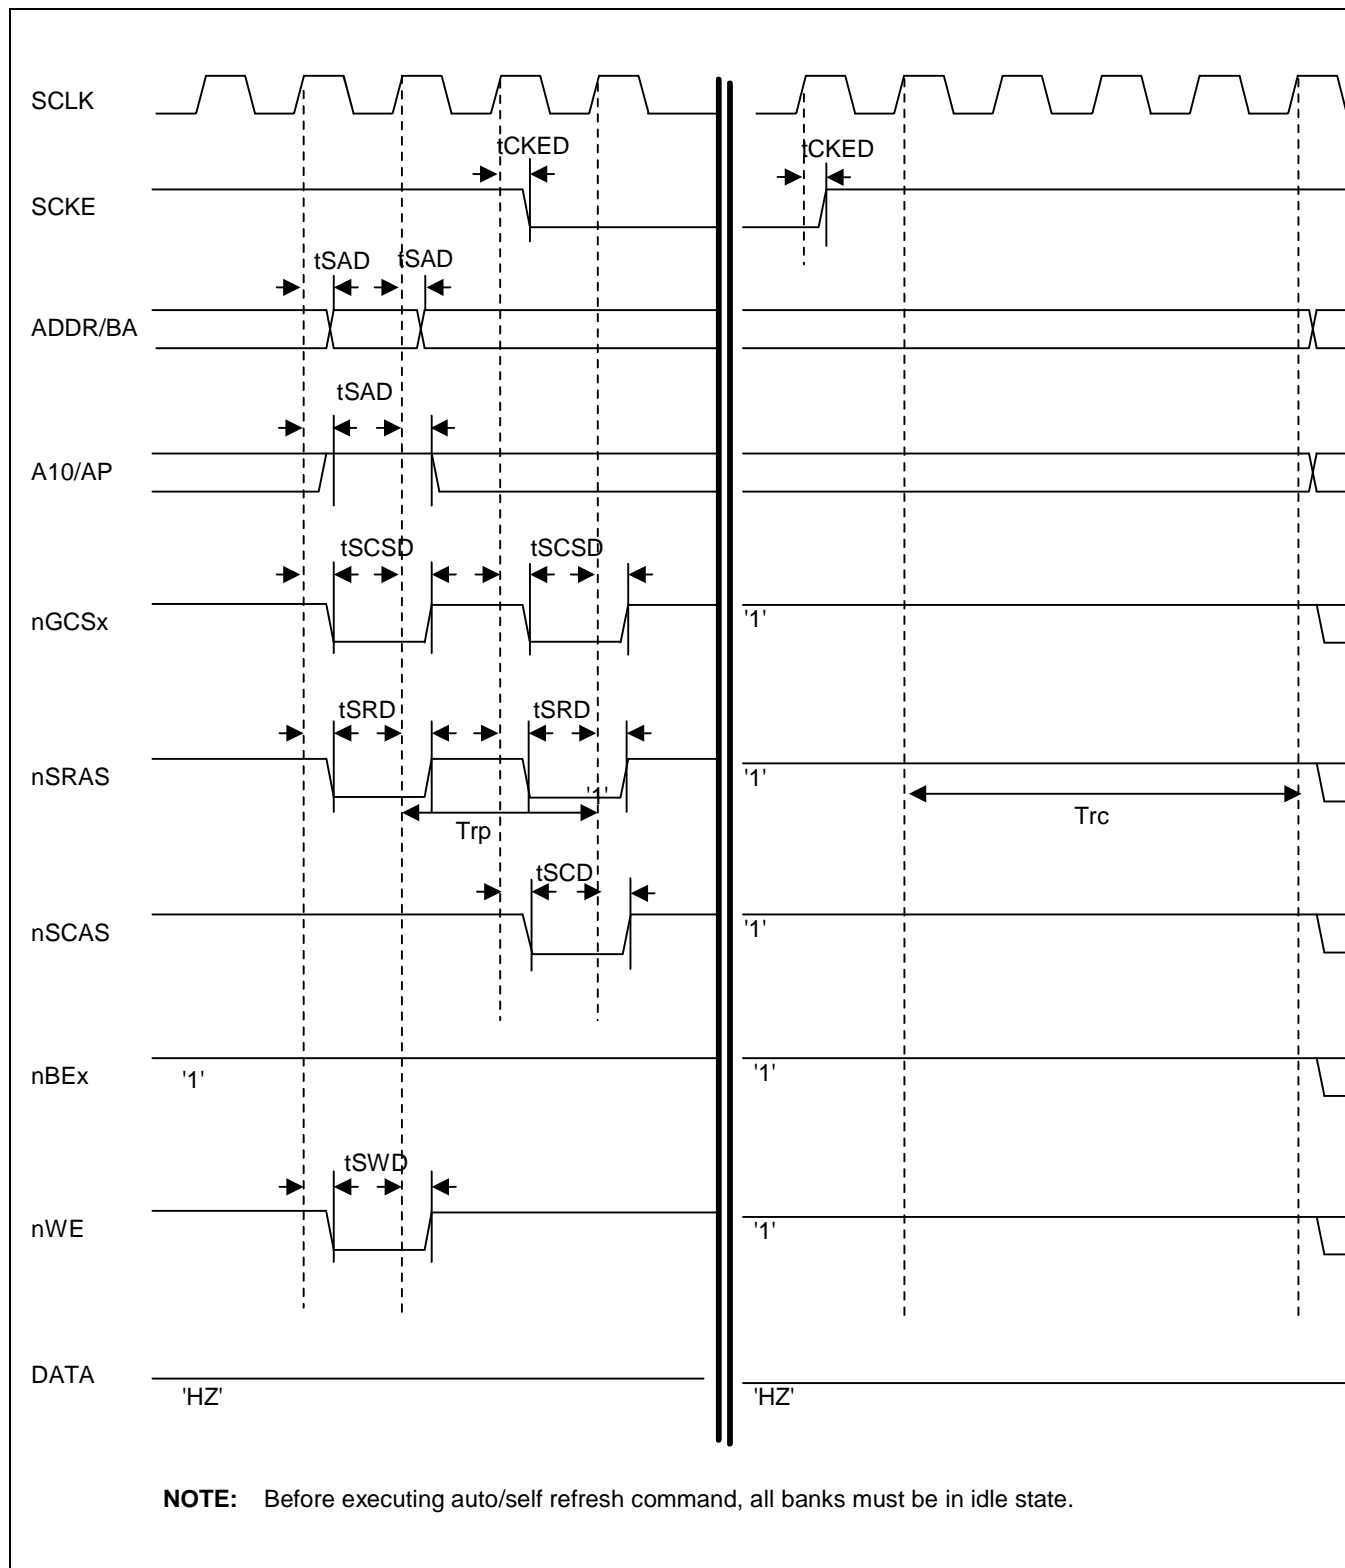 SCLK
tCKED
tCKED
SCKE
tSAD
tSAD
ADDR/BA
tSAD
A10/AP
tSCSD
tSCSD
nGCSx
'1'
tSRD
tSRD
nSRAS
'1'
'1'
Trp
Trc
tSCD
nSCAS
'1'
nBEx
'1'
'1'
tSWD
nWE
'1'
DATA
'HZ'
'HZ'
NOTE: Before executing auto/self refresh command, all banks must be in idle state.